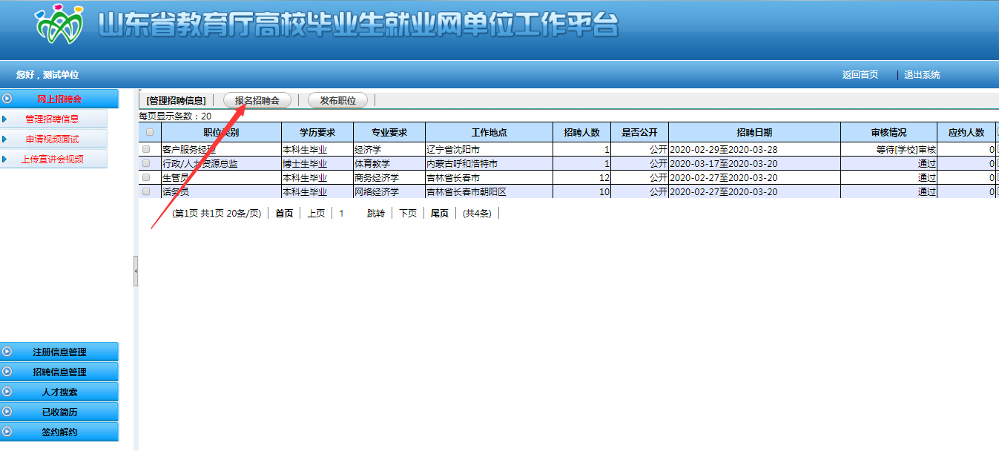 山东省教育厅高校毕业生就业网单位工作平台
您好，测试单位 返回首页 退出系统
网上招聘会
管理招聘信息
申请视频面试
上传宣讲会视频
注册信息管理
招聘信息管理
人才搜索
已收简历
签约解约
[管理招聘信息] 报名招聘会 发布职位
每页显示条数：20
职位类别 学历要求 专业要求 工作地点 招聘人数 是否公开 招聘日期 审核情况 应约人数
客户服务经理 本科生毕业 经济学 辽宁省沈阳市 1 公开 2020-02-29至2020-03-28 等待[学校]审核 0
行政/人力资源总监 博士生毕业 体育教学 内蒙古呼和浩特市 1 公开 2020-03-17至2020-03-20 通过 0
生管员 本科生毕业 商务经济学 吉林省长春市 12 公开 2020-02-27至2020-03-20 通过 0
话务员 本科生毕业 网络经济学 吉林省长春市朝阳区 10 公开 2020-02-27至2020-03-20 通过 0
(第1页 共1页 20条/页) 首页 上页 1 跳转 下页 尾页 (共4条)